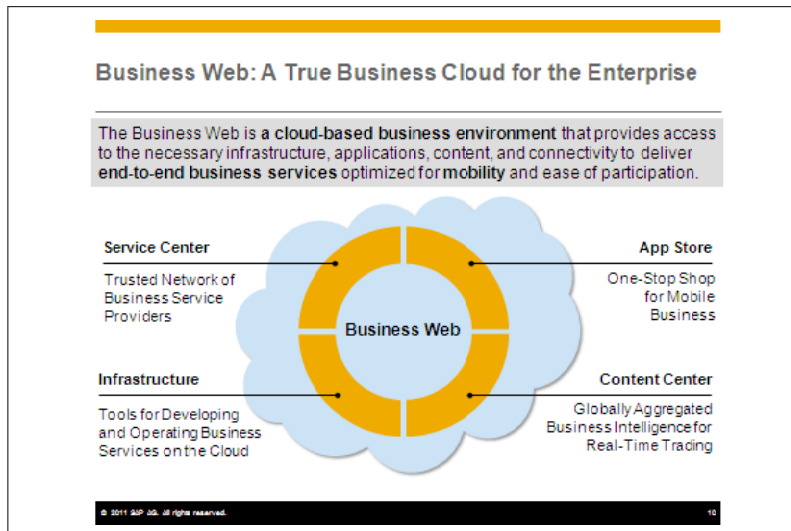 Business Web: A True Business Cloud for the Enterprise
The Business Web is a cloud-based business environment that provides access
to the necessary infrastructure, applications, content, and connectivity to deliver
end-to-end business services optimized for mobility and ease of participation.
Service Center
Trusted Network of
Business Service
Providers
App Store
One-Stop Shop
for Mobile
Business
Business Web
Infrastructure
Tools for Developing
and Operating Business
Services on the Cloud
Content Center
Globally Aggregated
Business Intelligence for
Real-Time Trading
© 2011 SAP AG. All rights reserved.
10